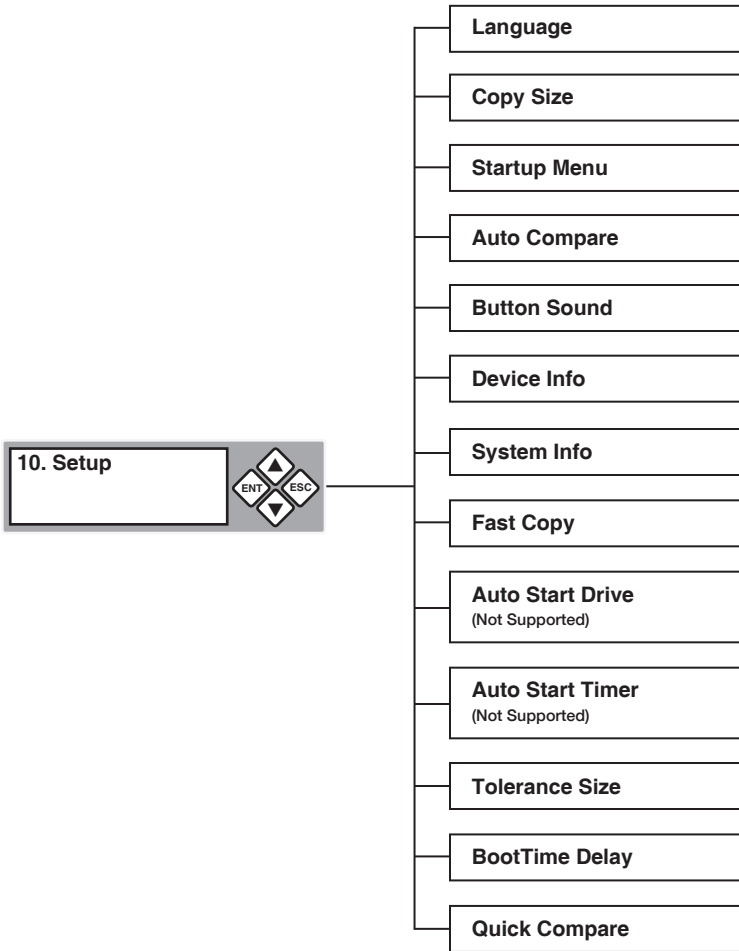 Language
Copy Size
Startup Menu
Auto Compare
Button Sound
Device Info
10. Setup
ENT
ESC
System Info
Fast Copy
Auto Start Drive
(Not Supported)
Auto Start Timer
(Not Supported)
Tolerance Size
BootTime Delay
Quick Compare